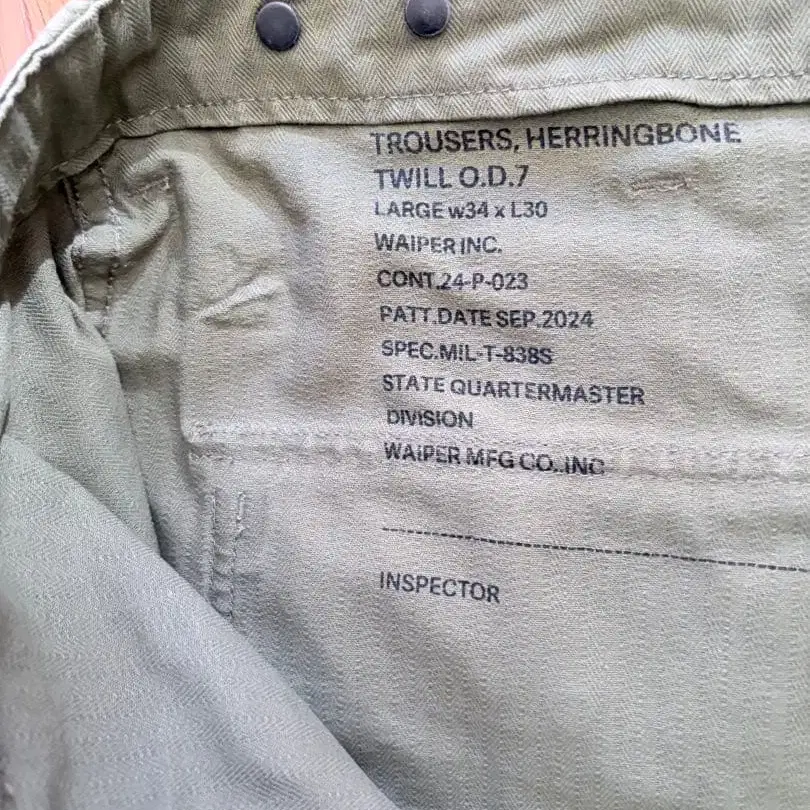 TROUSERS, HERRINGBONE
TWILL O.D.7
LARGE w34 x L30
WAIPER INC.
CONT.24-P-023
PATT.DATE SEP.2024
SPEC.MIL-T-838S
STATE QUARTERMASTER
DIVISION
WAIPER MFG CO.,INC
INSPECTOR